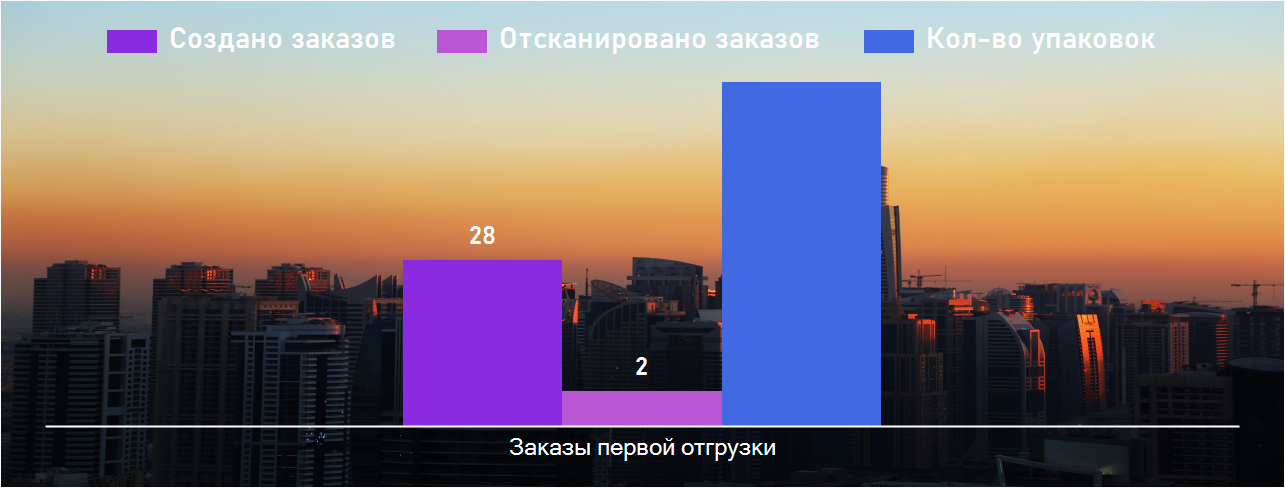 Создано заказов Отсканировано заказов Кол-во упаковок
28
2
Заказы первой отгрузки